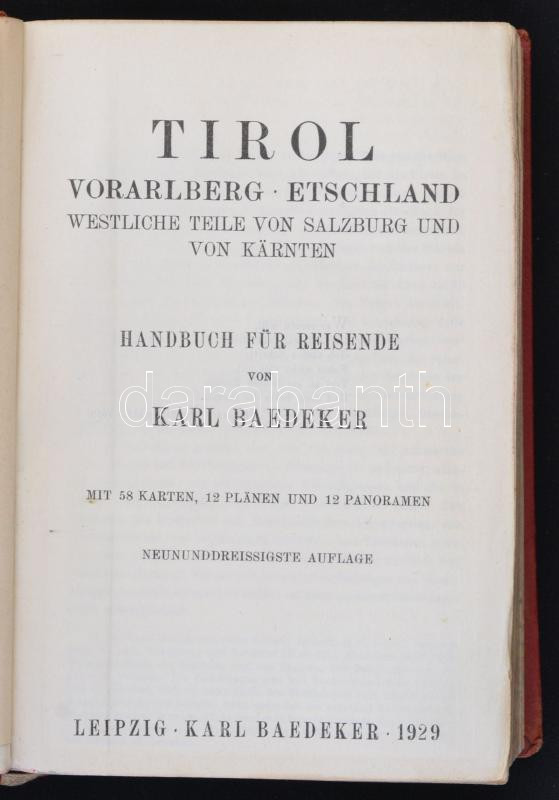 TIROL
VORARLBERG · ETSCHLAND
WESTLICHE TEILE VON SALZBURG UND
VON KÄRNTEN
HANDBUCH FÜR REISENDE
VON
darabanth
KARL BAEDEKER
MIT 58 KARTEN, 12 PLÄNEN UND 12 PANORAMEN
NEUNUNDDREISSIGSTE AUFLAGE
LEIPZIG · KARL BAEDEKER · 1929